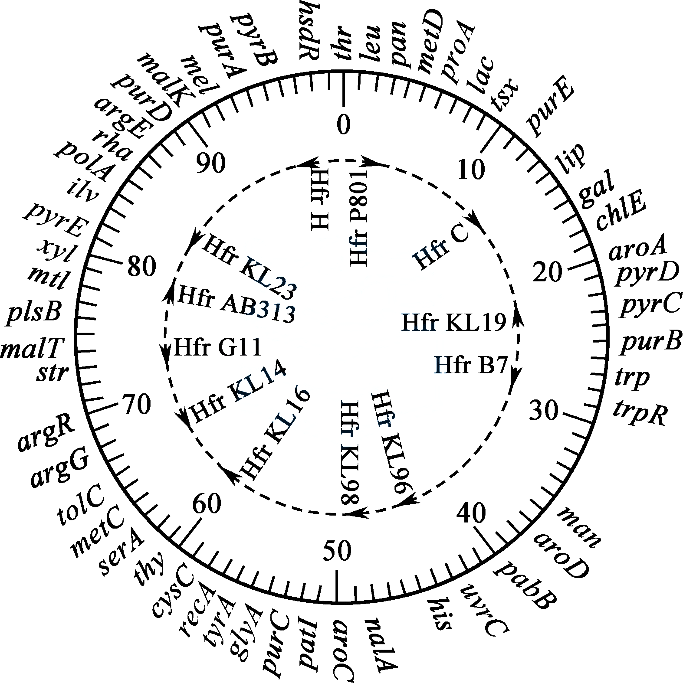 thr
leu
pan
metD
proA
lac
tsx
purE
lip
gal
chlE
aroA
pyrD
pyrC
purB
trp
trpR
man
aroD
pabB
uvrC
his
nalA
aroC
patI
purC
glyA
tyrA
recA
cysC
thy
serA
metC
tolC
argG
argR
str
malT
plsB
mtl
xyl
pyrE
ilv
polA
rha
argE
purD
malK
mel
purA
pyrB
hsdR
0
10
20
30
40
50
60
70
80
90
Hfr H
Hfr P801
Hfr C
Hfr KL19
Hfr B7
Hfr KL96
Hfr KL98
Hfr KL16
Hfr KL14
Hfr G11
Hfr AB313
Hfr KL23